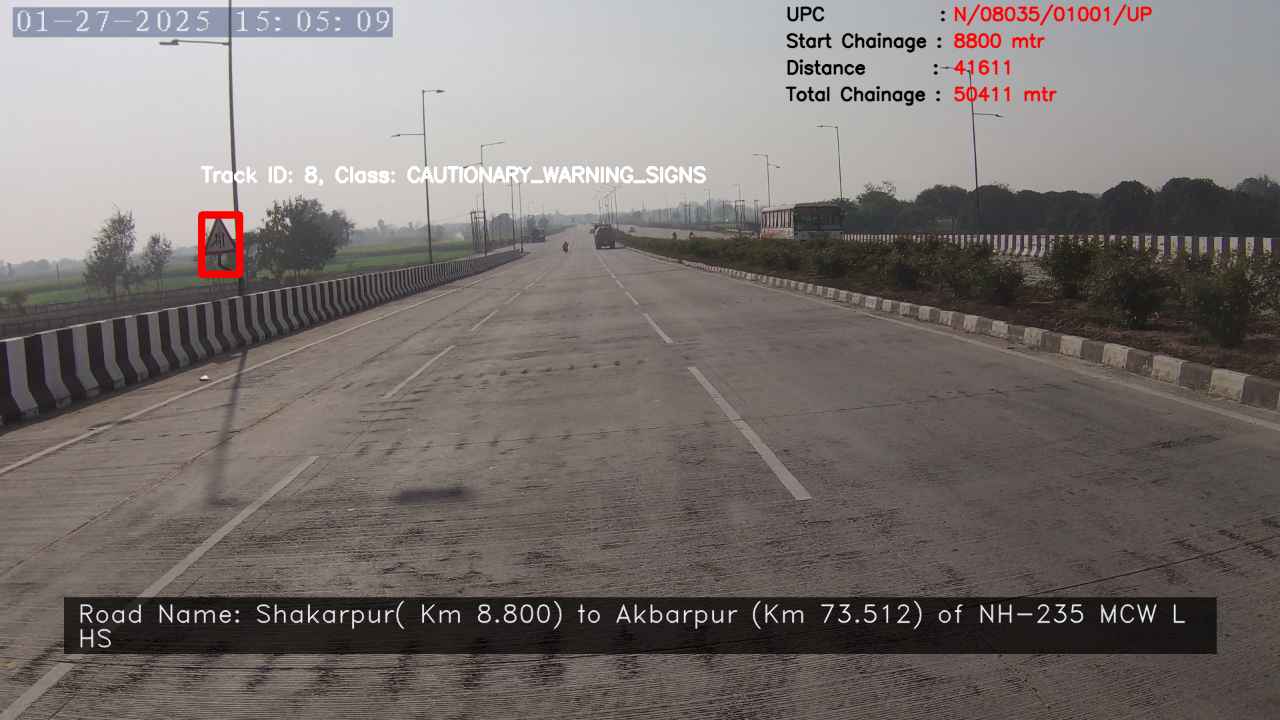 01-27-2025 15:05:09
UPC : N/08035/01001/UP
Start Chainage : 8800 mtr
Distance : 41611
Total Chainage : 50411 mtr
Track ID: 8, Class: CAUTIONARY_WARNING_SIGNS
Road Name: Shakarpur( Km 8.800) to Akbarpur (Km 73.512) of NH-235 MCW L
HS